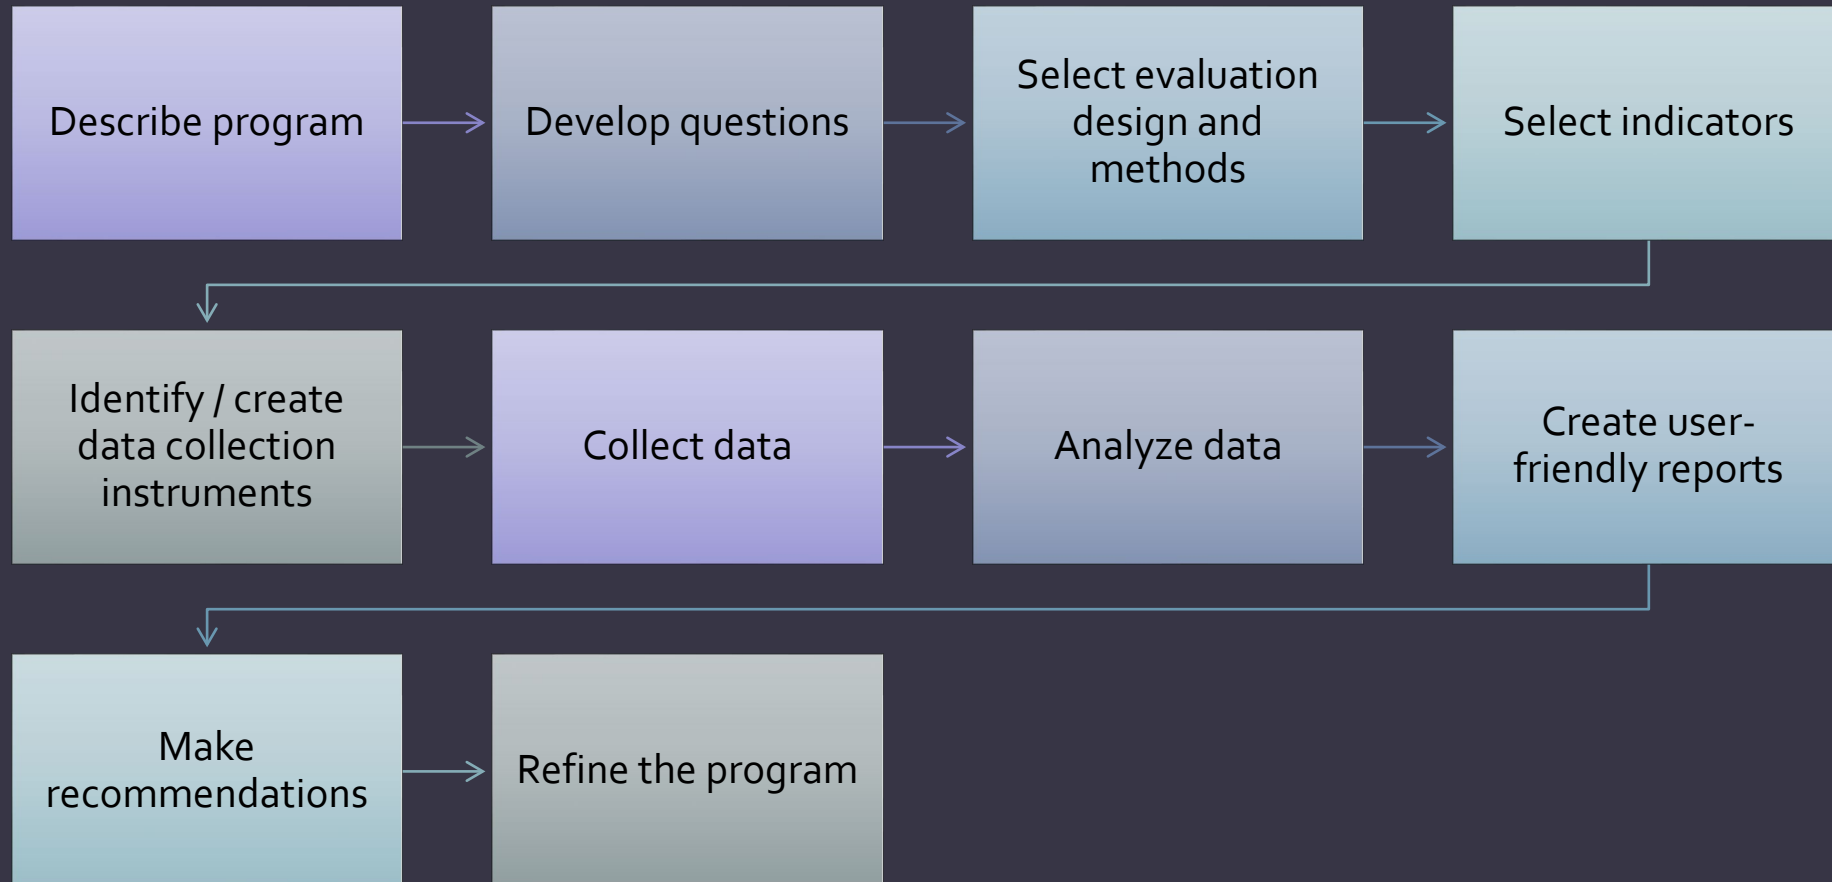 Describe program
Develop questions
Select evaluation
design and
methods
Select indicators
Identify / create
data collection
instruments
Collect data
Analyze data
Create user-
friendly reports
Make
recommendations
Refine the program